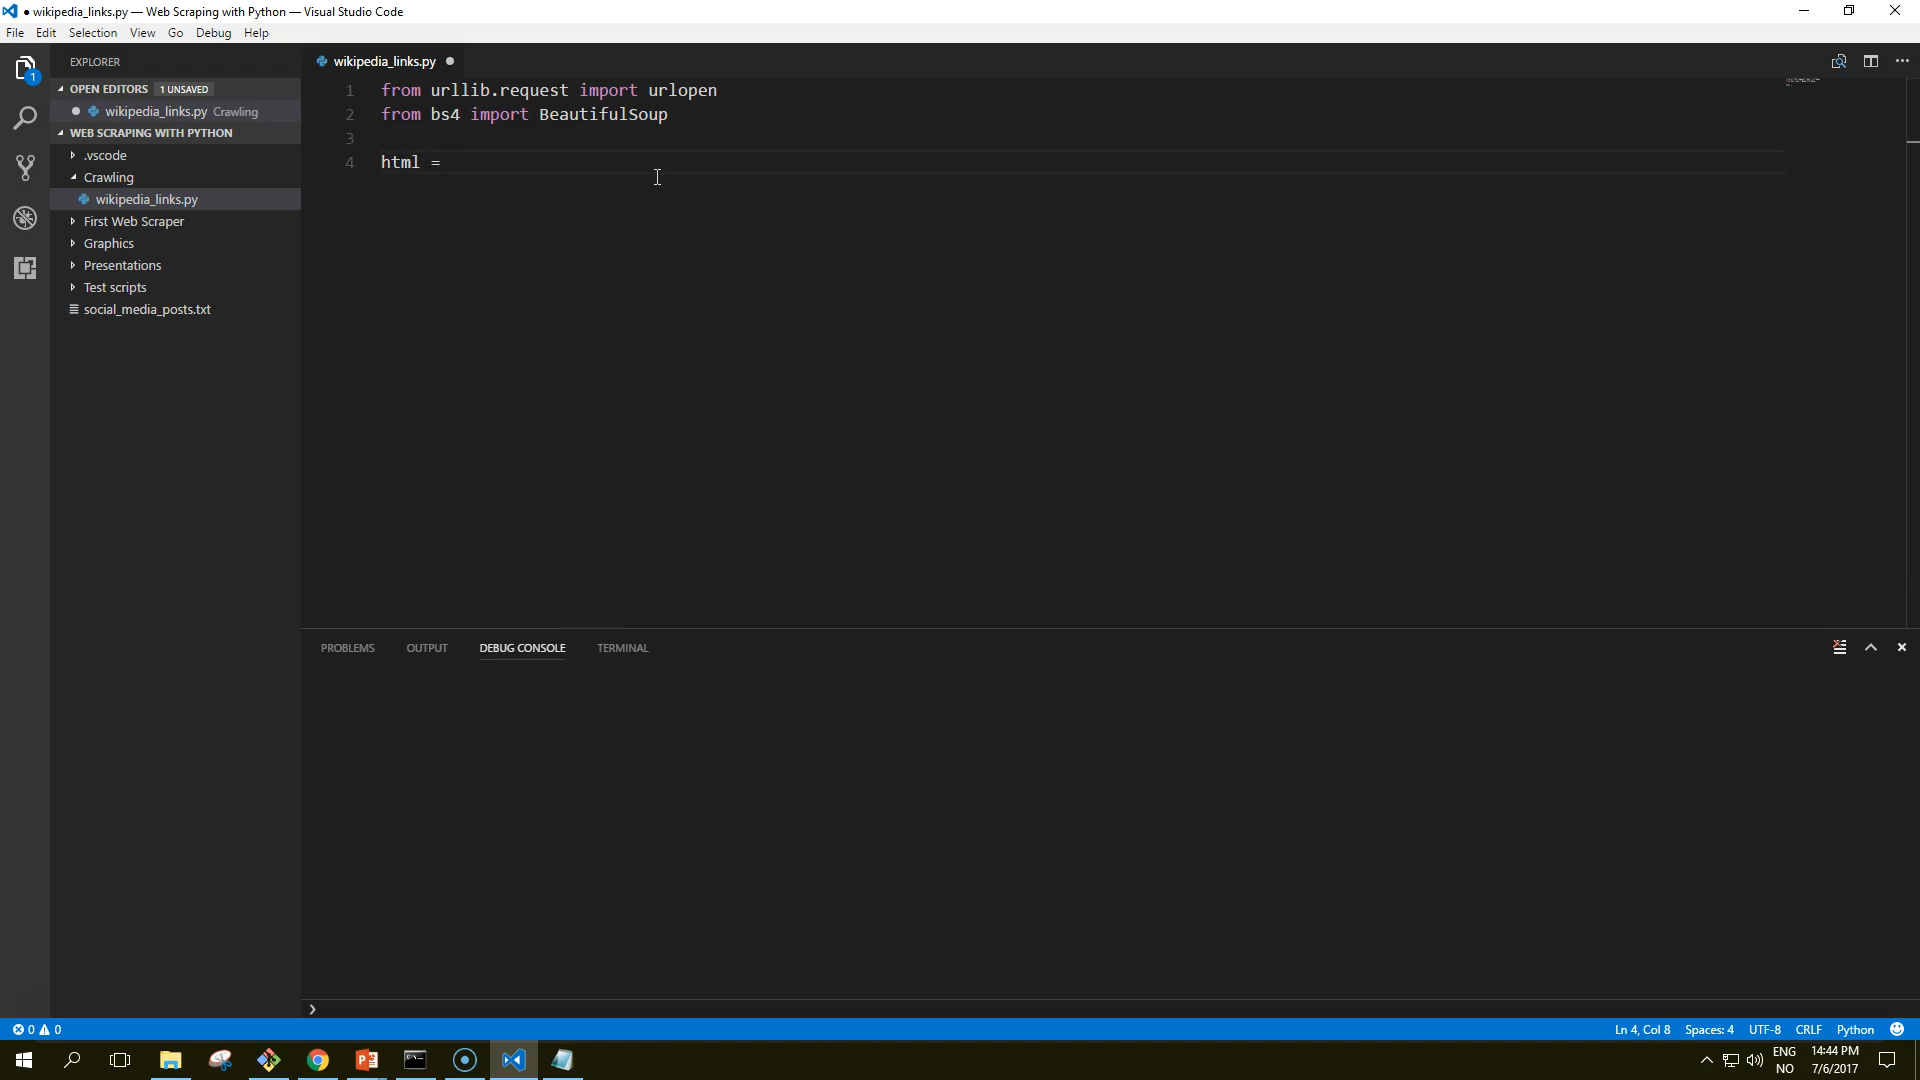 ● wikipedia_links.py — Web Scraping with Python — Visual Studio Code
File Edit Selection View Go Debug Help
EXPLORER
OPEN EDITORS 1 UNSAVED
● wikipedia_links.py Crawling
WEB SCRAPING WITH PYTHON
.vscode
Crawling
wikipedia_links.py
First Web Scraper
Graphics
Presentations
Test scripts
social_media_posts.txt
1
wikipedia_links.py ●
1 from urllib.request import urlopen
2 from bs4 import BeautifulSoup
3
4 html =
PROBLEMS OUTPUT DEBUG CONSOLE TERMINAL
0 0
Ln 4, Col 8 Spaces: 4 UTF-8 CRLF Python
ENG
NO
14:44 PM
7/6/2017